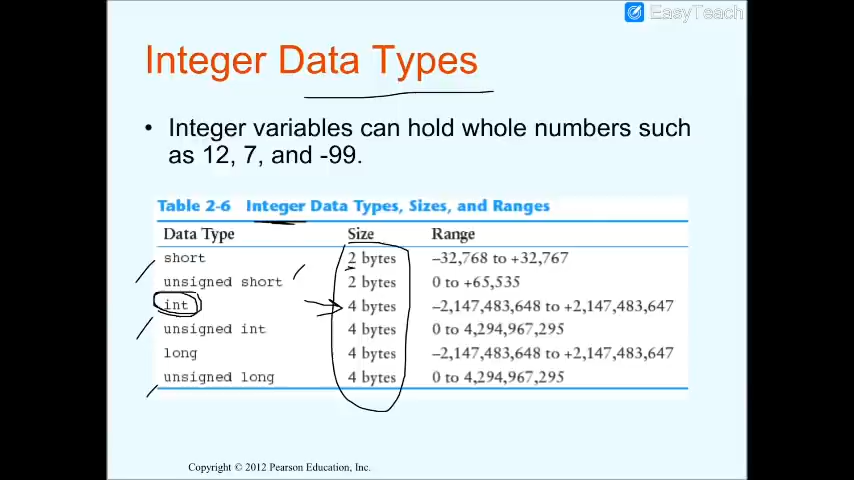 EasyTeach
Integer Data Types
• Integer variables can hold whole numbers such
as 12, 7, and -99.
Table 2-6 Integer Data Types, Sizes, and Ranges
Data Type Size Range
short 2 bytes –32,768 to +32,767
unsigned short 2 bytes 0 to +65,535
int 4 bytes –2,147,483,648 to +2,147,483,647
unsigned int 4 bytes 0 to 4,294,967,295
long 4 bytes –2,147,483,648 to +2,147,483,647
unsigned long 4 bytes 0 to 4,294,967,295
Copyright © 2012 Pearson Education, Inc.